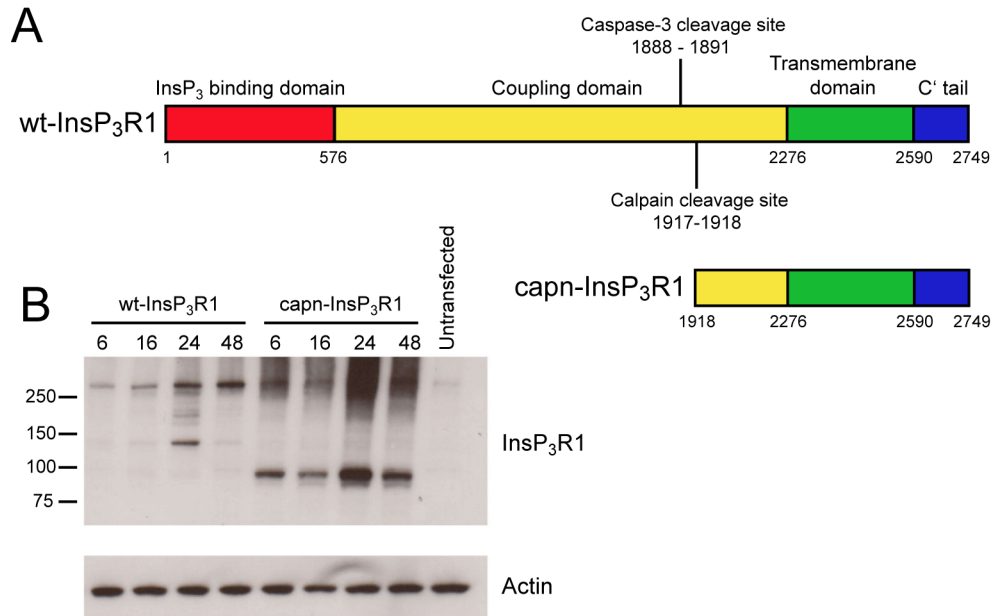 A
Caspase-3 cleavage site
1888 - 1891
InsP3 binding domain
Coupling domain
Transmembrane
domain
C' tail
wt-InsP3R1
1 576 2276 2590 2749
Calpain cleavage site
1917-1918
capn-InsP3R1
1918 2276 2590 2749
B
wt-InsP3R1 capn-InsP3R1 Untransfected
6 16 24 48 6 16 24 48
250
150
100
75
InsP3R1
Actin